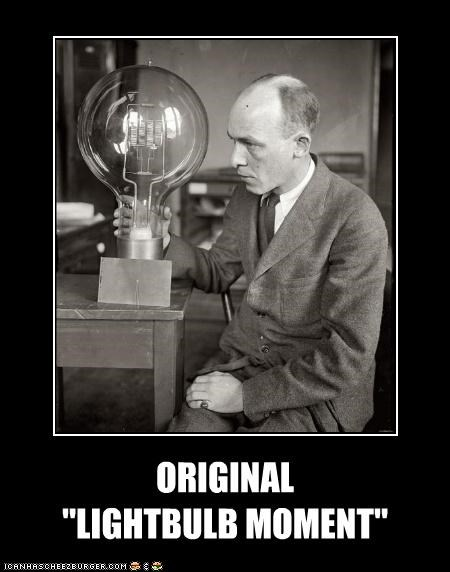 ORIGINAL
"LIGHTBULB MOMENT"
ICANHASCHEEZBURGER.COM